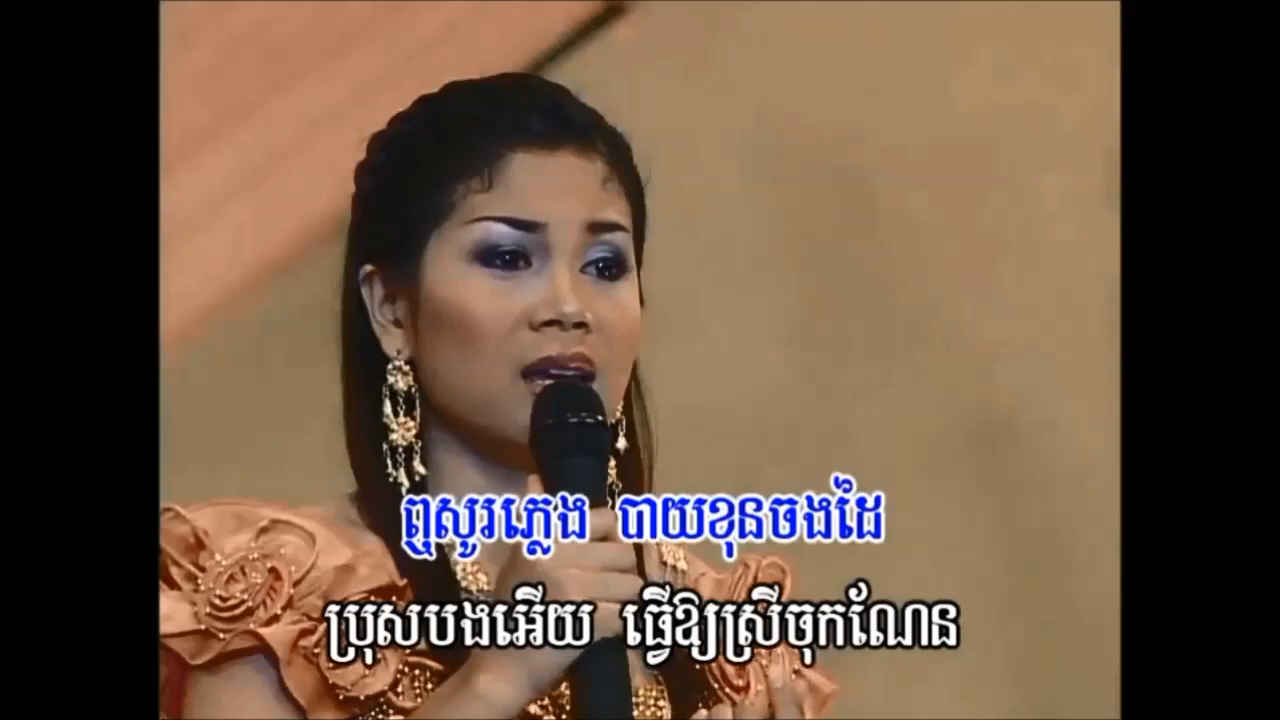 ឮសូរភ្លេង បាយខុនចងដៃ
ប្រុសបងអើយ ធ្វើឱ្យស្រីចុកណែន